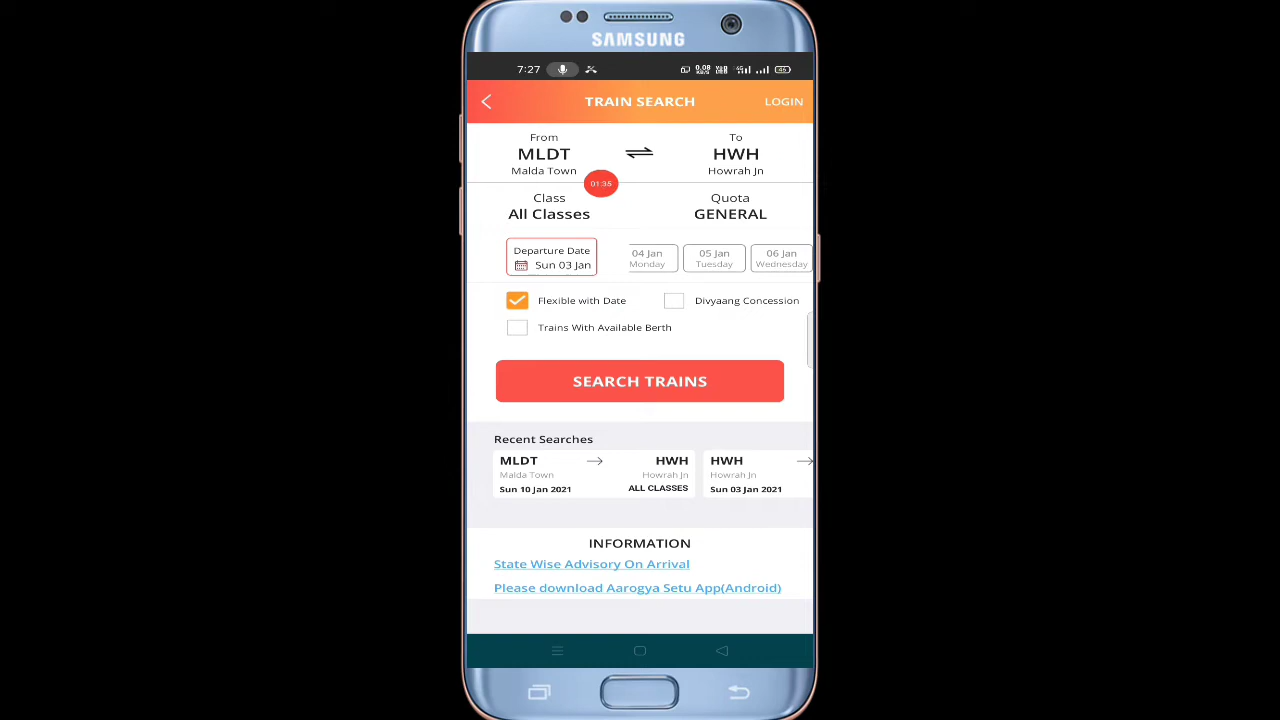 SAMSUNG
7:27
TRAIN SEARCH
LOGIN
From
To
MLDT
HWH
Malda Town
Howrah Jn
01:35
Class
Quota
All Classes
GENERAL
Departure Date
Sun 03 Jan
04 Jan
Monday
05 Jan
Tuesday
06 Jan
Wednesday
Flexible with Date
Divyaang Concession
Trains With Available Berth
SEARCH TRAINS
Recent Searches
MLDT
HWH
Malda Town
Howrah Jn
Sun 10 Jan 2021
ALL CLASSES
HWH
Howrah Jn
Sun 03 Jan 2021
INFORMATION
State Wise Advisory On Arrival
Please download Aarogya Setu App(Android)